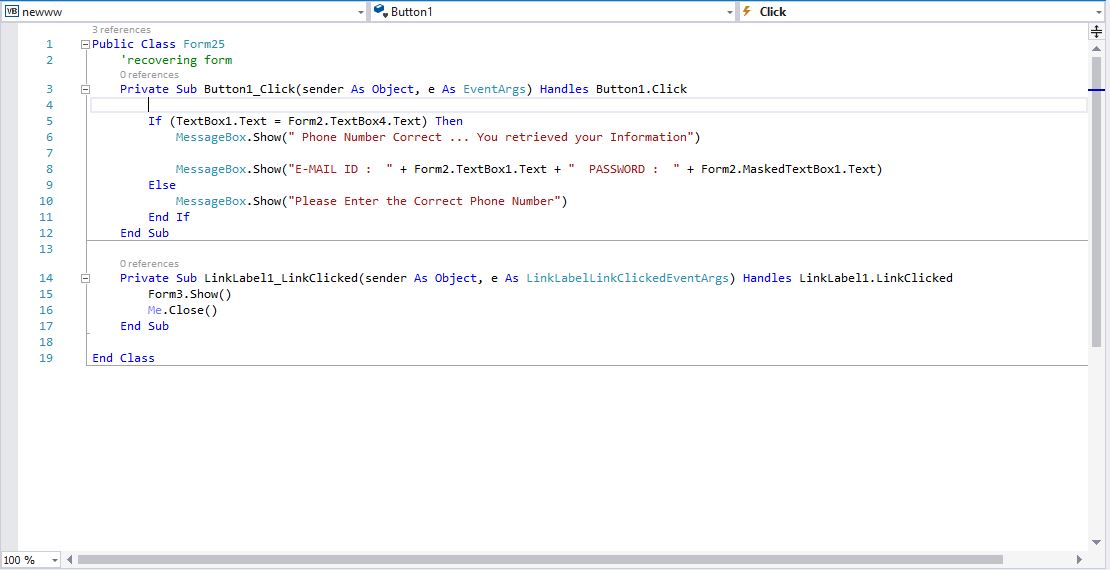 newww Button1 Click
3 references
1 Public Class Form25
2 'recovering form
0 references
3 Private Sub Button1_Click(sender As Object, e As EventArgs) Handles Button1.Click
4
5 If (TextBox1.Text = Form2.TextBox4.Text) Then
6 MessageBox.Show(" Phone Number Correct ... You retrieved your Information")
7
8 MessageBox.Show("E-MAIL ID :  " + Form2.TextBox1.Text + "  PASSWORD :  " + Form2.MaskedTextBox1.Text)
9 Else
10 MessageBox.Show("Please Enter the Correct Phone Number")
11 End If
12 End Sub
13
0 references
14 Private Sub LinkLabel1_LinkClicked(sender As Object, e As LinkLabelLinkClickedEventArgs) Handles LinkLabel1.LinkClicked
15 Form3.Show()
16 Me.Close()
17 End Sub
18
19 End Class
100 %